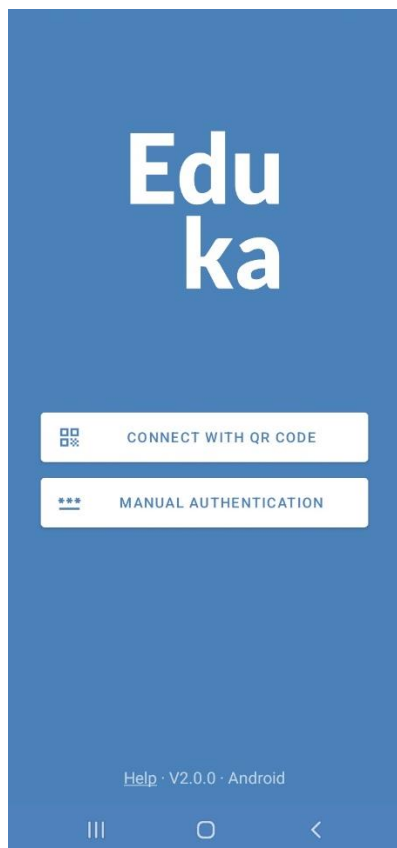 Edu
ka
CONNECT WITH QR CODE
*** MANUAL AUTHENTICATION
Help · V2.0.0 · Android